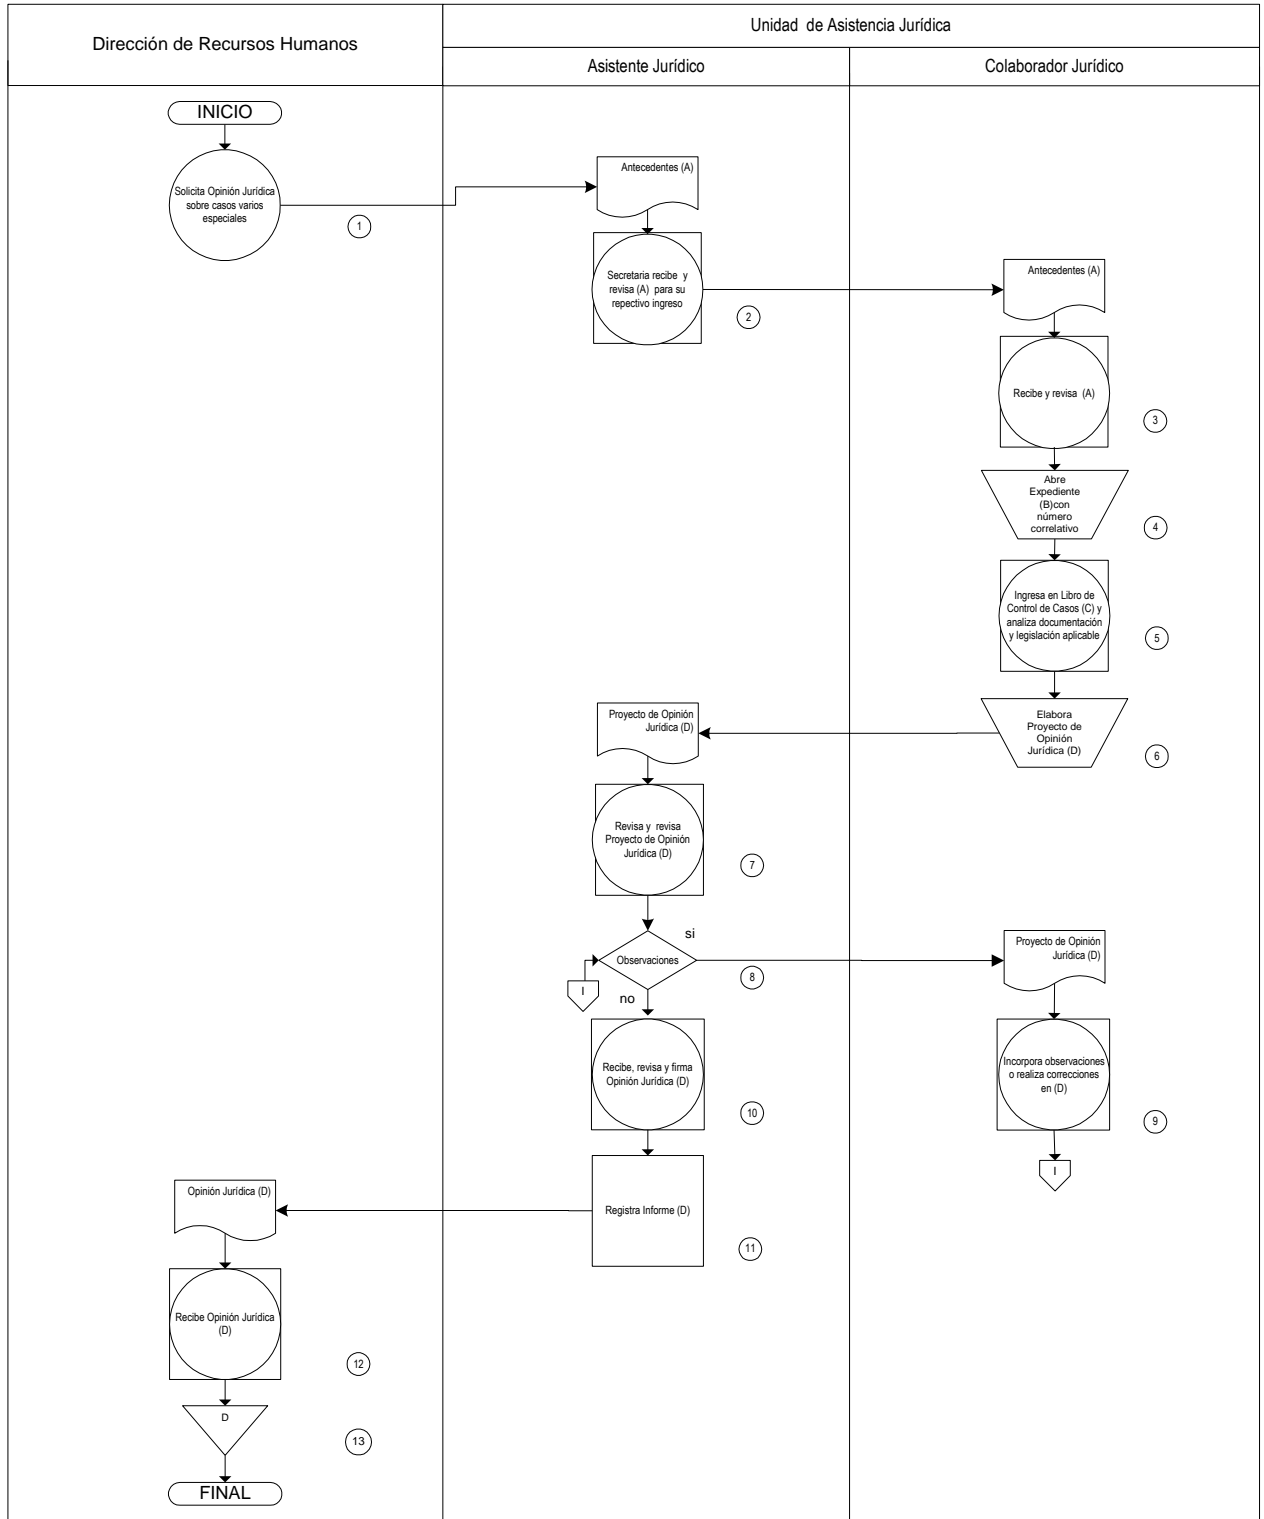 Dirección de Recursos Humanos
Unidad de Asistencia Jurídica
Asistente Jurídico
Colaborador Jurídico
INICIO
Solicita Opinión Jurídica
sobre casos varios
especiales
1
Antecedentes (A)
Secretaria recibe y
revisa (A) para su
repectivo ingreso
2
Antecedentes (A)
Recibe y revisa (A)
3
Abre
Expediente
(B)con
número
correlativo
4
Ingresa en Libro de
Control de Casos (C) y
analiza documentación
y legislación aplicable
5
Elabora
Proyecto de
Opinión
Jurídica (D)
6
Proyecto de Opinión
Jurídica (D)
Revisa y revisa
Proyecto de Opinión
Jurídica (D)
7
Observaciones
si
no
I
8
Proyecto de Opinión
Jurídica (D)
Incorpora observaciones
o realiza correcciones
en (D)
9
I
Recibe, revisa y firma
Opinión Jurídica (D)
10
Registra Informe (D)
11
Opinión Jurídica (D)
Recibe Opinión Jurídica
(D)
12
D
13
FINAL